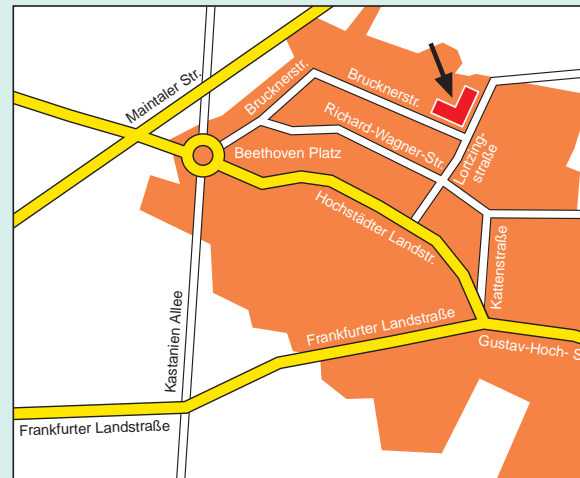 Maintaler Str.
Brucknerstr.
Brucknerstr.
Richard-Wagner-Str.
Lortzing-
straße
Beethoven Platz
Hochstädter Landstr.
Kattenstraße
Kastanien Allee
Frankfurter Landstraße
Gustav-Hoch- S
Frankfurter Landstraße